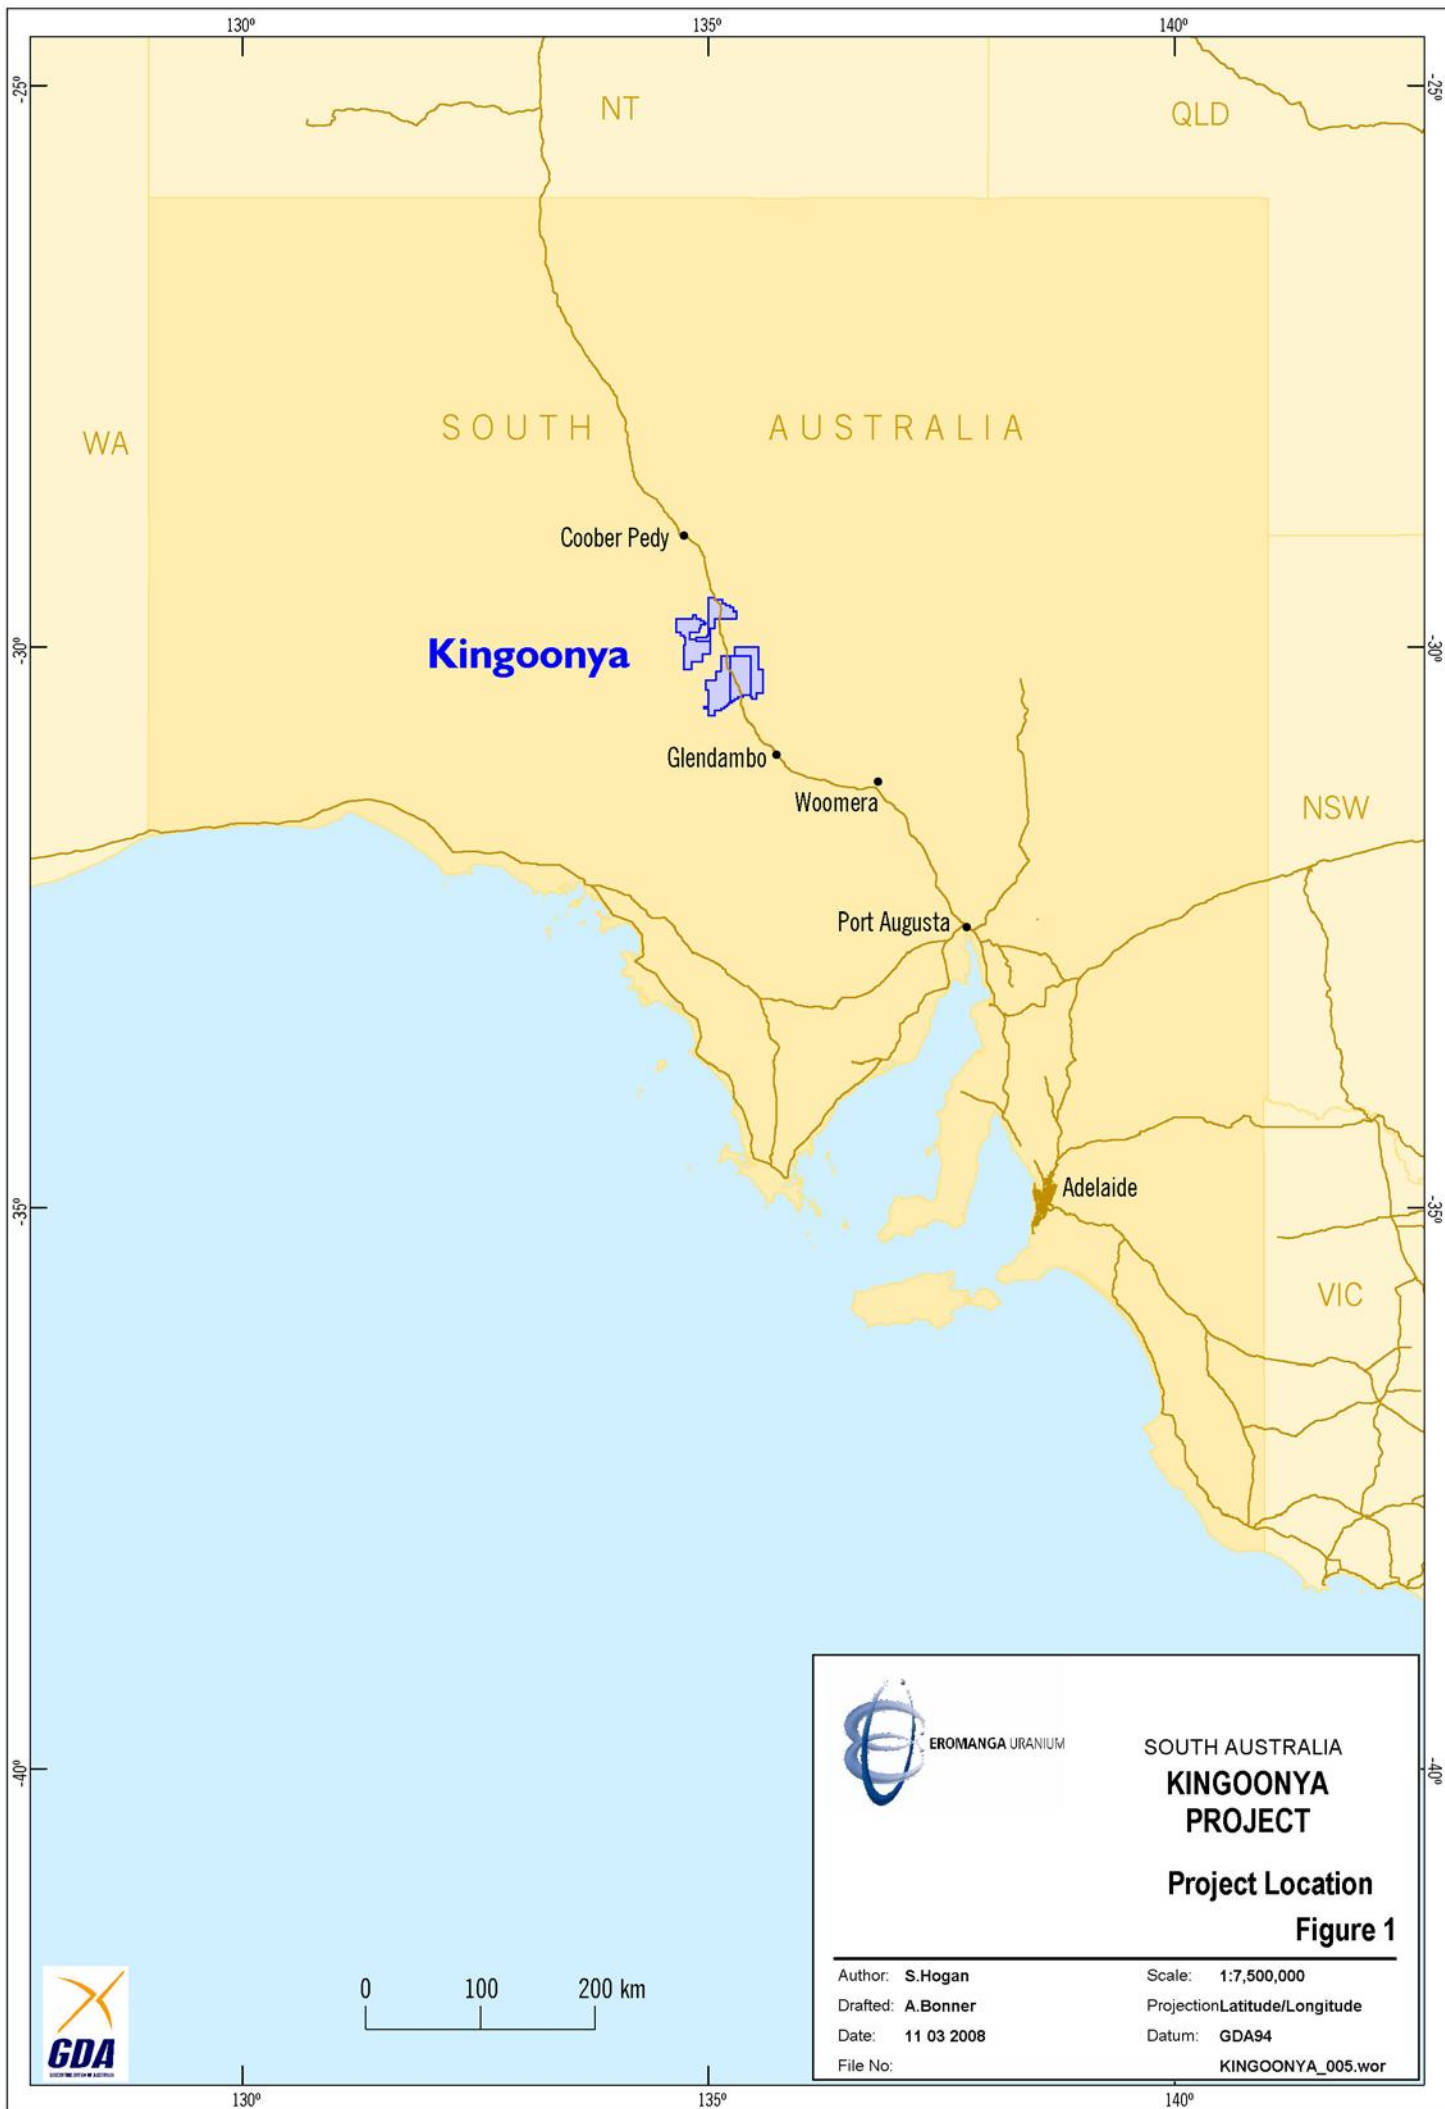 130° 135° 140°
-25° -25°
NT QLD
SOUTH AUSTRALIA
WA
Coober Pedy
Kingoonya
-30° -30°
Glendambo
Woomera
NSW
Port Augusta
Adelaide
-35° -35°
VIC
EROMANGA URANIUM
SOUTH AUSTRALIA
KINGOONYA
PROJECT
-40° -40°
Project Location
Figure 1
Author: S.Hogan Scale: 1:7,500,000
Drafted: A.Bonner Projection Latitude/Longitude
Date: 11 03 2008 Datum: GDA94
File No: KINGOONYA_005.wor
0 100 200 km
GDA
130° 135° 140°